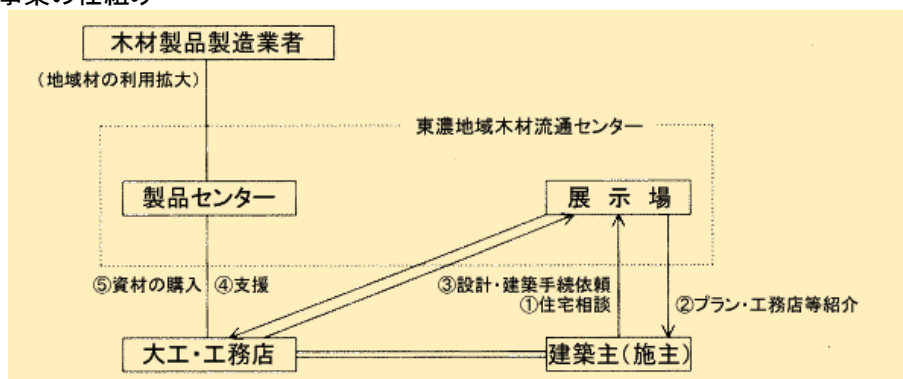 事業の仕組み
木材製品製造業者
(地域材の利用拡大)
東濃地域木材流通センター
製品センター
展示場
⑤資材の購入
④支援
③設計・建築手続依頼
①住宅相談
②プラン・工務店等紹介
大工・工務店
建築主(施主)